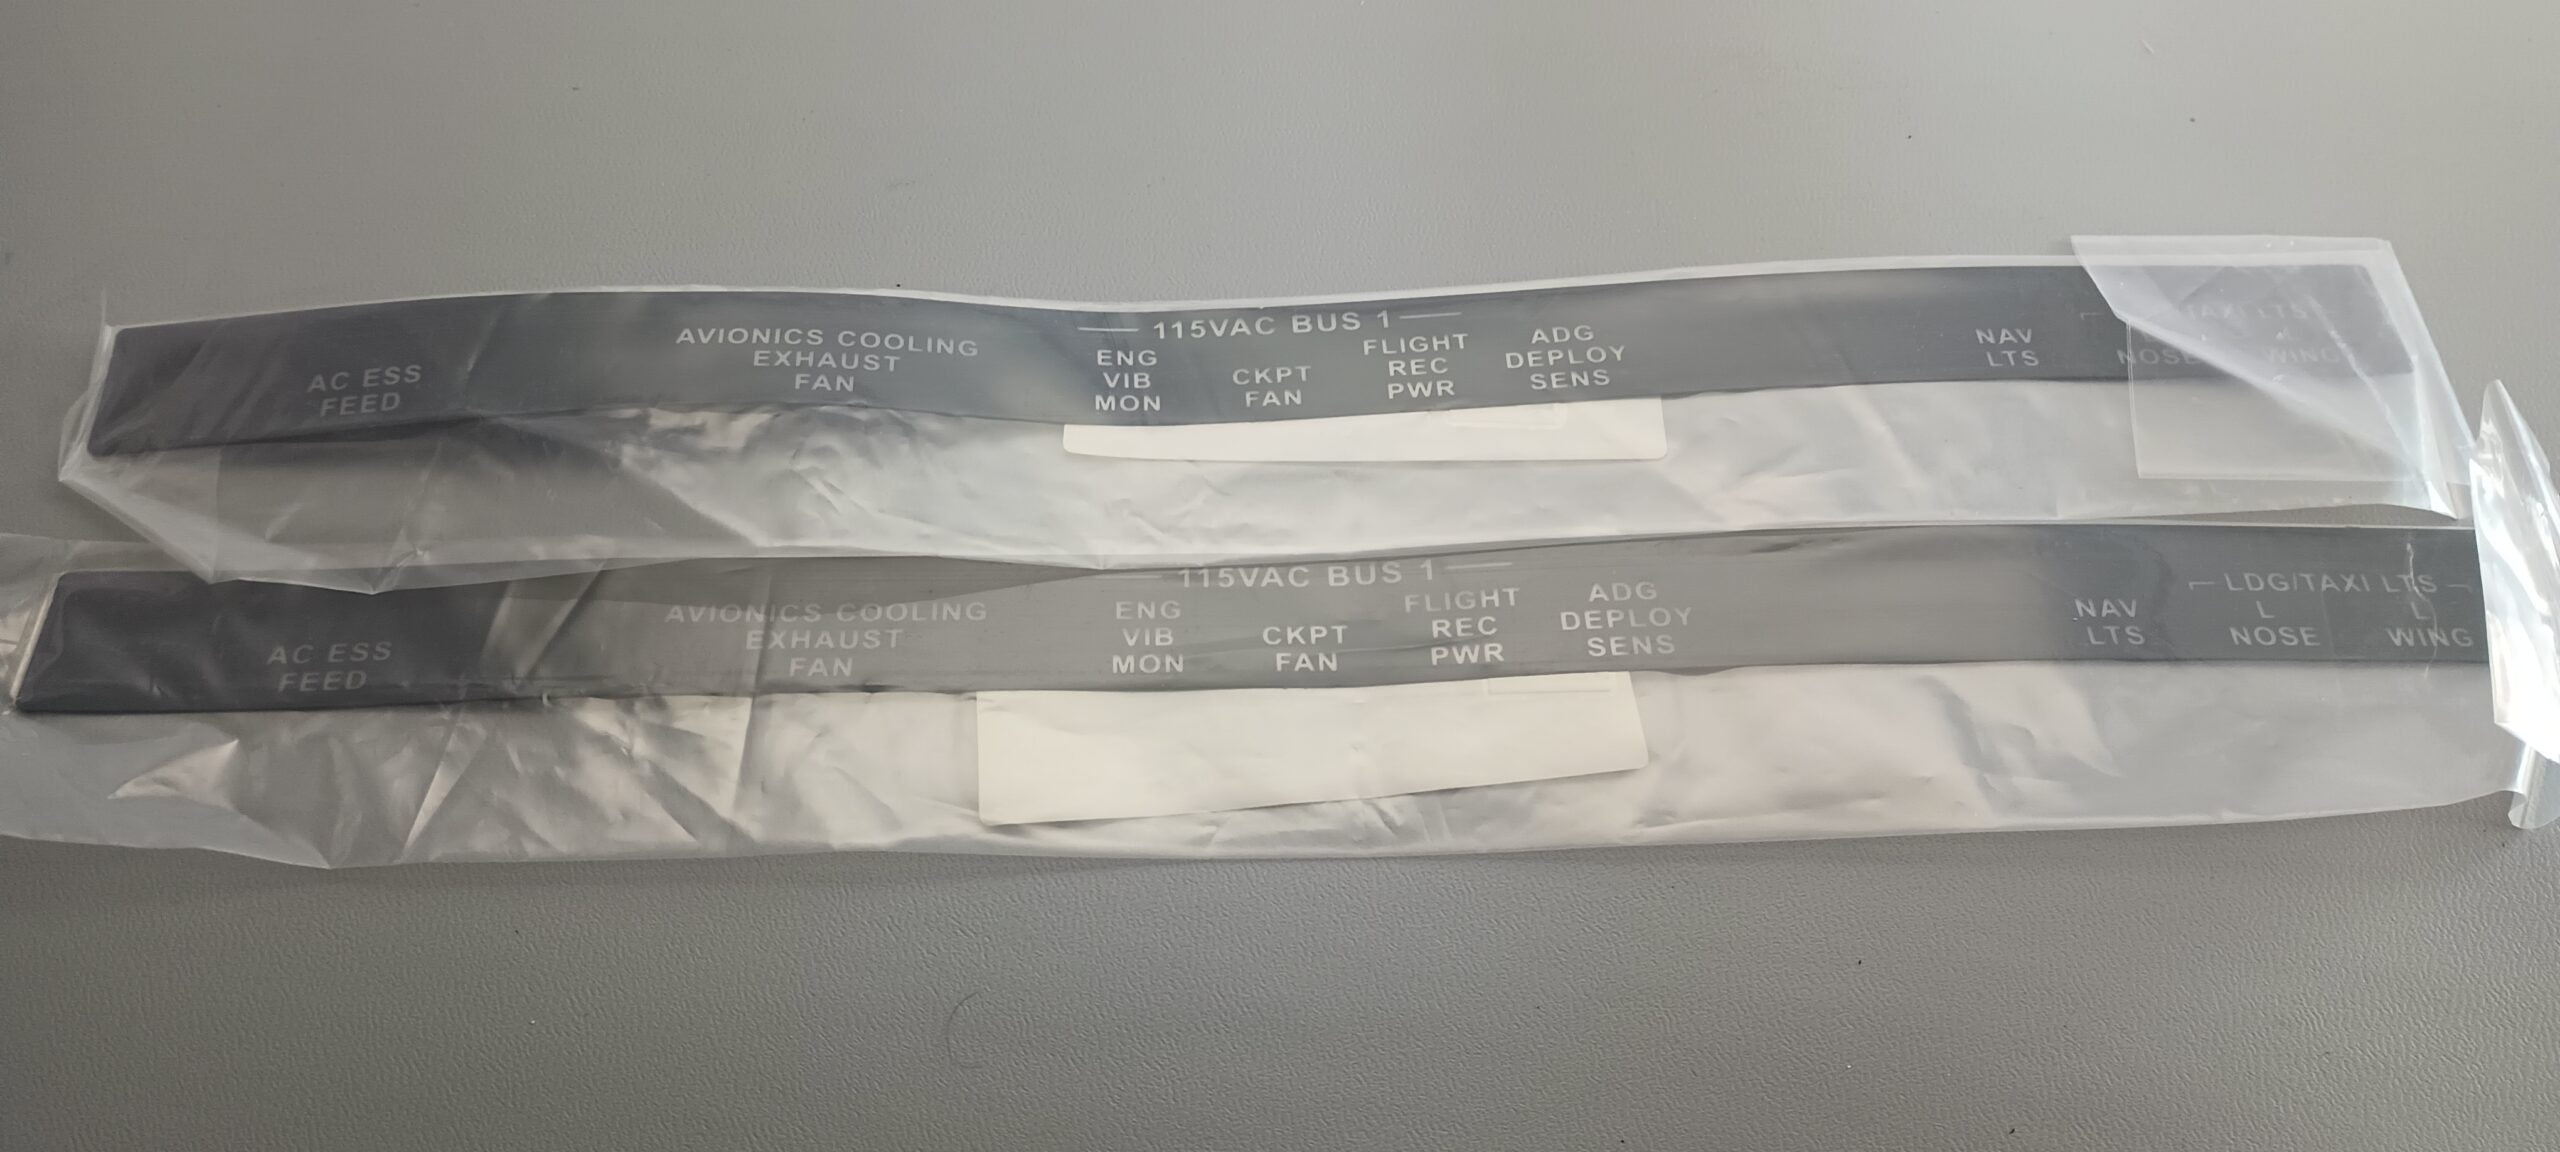 115VAC BUS 1
AC ESS
FEED
AVIONICS COOLING
EXHAUST
FAN
ENG
VIB
MON
CKPT
FAN
FLIGHT
REC
PWR
ADG
DEPLOY
SENS
NAV
LTS
TAXI LTS
L
NOSE
L
WING
115VAC BUS 1
AC ESS
FEED
AVIONICS COOLING
EXHAUST
FAN
ENG
VIB
MON
CKPT
FAN
FLIGHT
REC
PWR
ADG
DEPLOY
SENS
NAV
LTS
LDG/TAXI LTS
L
NOSE
L
WING